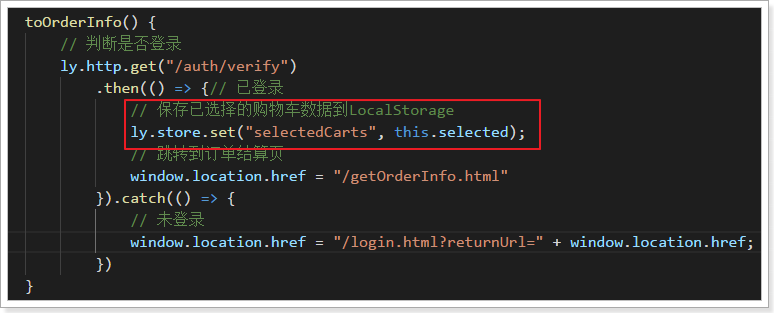 toOrderInfo() {
// 判断是否登录
ly.http.get("/auth/verify")
.then(() => {// 已登录
// 保存已选择的购物车数据到LocalStorage
ly.store.set("selectedCarts", this.selected);
// 跳转到订单结算页
window.location.href = "/getOrderInfo.html"
}).catch(() => {
// 未登录
window.location.href = "/login.html?returnUrl=" + window.location.href;
})
}